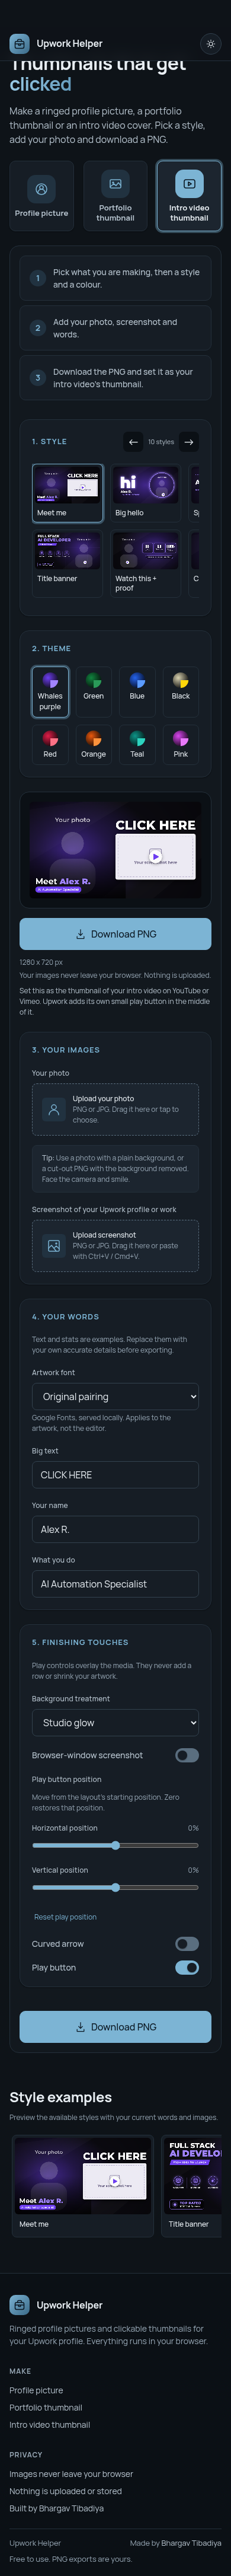 Upwork Helper
Thumbnails that get
clicked
Make a ringed profile picture, a portfolio
thumbnail or an intro video cover. Pick a style,
add your photo and download a PNG.
Profile picture
Portfolio
thumbnail
Intro video
thumbnail
1
Pick what you are making, then a style
and a colour.
2
Add your photo, screenshot and
words.
3
Download the PNG and set it as your
intro video's thumbnail.
1. STYLE
10 styles
Meet me
Big hello
Title banner
Watch this +
proof
2. THEME
Whales
purple
Green
Blue
Black
Red
Orange
Teal
Pink
Your photo
CLICK HERE
Meet Alex R.
AI Automation Specialist
Download PNG
1280 x 720 px
Your images never leave your browser. Nothing is uploaded.
Set this as the thumbnail of your intro video on YouTube or
Vimeo. Upwork adds its own small play button in the middle
of it.
3. YOUR IMAGES
Your photo
Upload your photo
PNG or JPG. Drag it here or tap to
choose.
Tip: Use a photo with a plain background, or
a cut-out PNG with the background removed.
Face the camera and smile.
Screenshot of your Upwork profile or work
Upload screenshot
PNG or JPG. Drag it here or paste
with Ctrl+V / Cmd+V.
4. YOUR WORDS
Text and stats are examples. Replace them with
your own accurate details before exporting.
Artwork font
Original pairing
Google Fonts, served locally. Applies to the
artwork, not the editor.
Big text
CLICK HERE
Your name
Alex R.
What you do
AI Automation Specialist
5. FINISHING TOUCHES
Play controls overlay the media. They never add a
row or shrink your artwork.
Background treatment
Studio glow
Browser-window screenshot
Play button position
Move from the layout's starting position. Zero
restores that position.
Horizontal position
0%
Vertical position
0%
Reset play position
Curved arrow
Play button
Download PNG
Style examples
Preview the available styles with your current words and images.
Your photo
CLICK HERE
Meet Alex R.
Meet me
FULL STACK
AI DEVELO
Title banner
Upwork Helper
Ringed profile pictures and clickable thumbnails for
your Upwork profile. Everything runs in your browser.
MAKE
Profile picture
Portfolio thumbnail
Intro video thumbnail
PRIVACY
Images never leave your browser
Nothing is uploaded or stored
Built by Bhargav Tibadiya
Upwork Helper
Made by Bhargav Tibadiya
Free to use. PNG exports are yours.